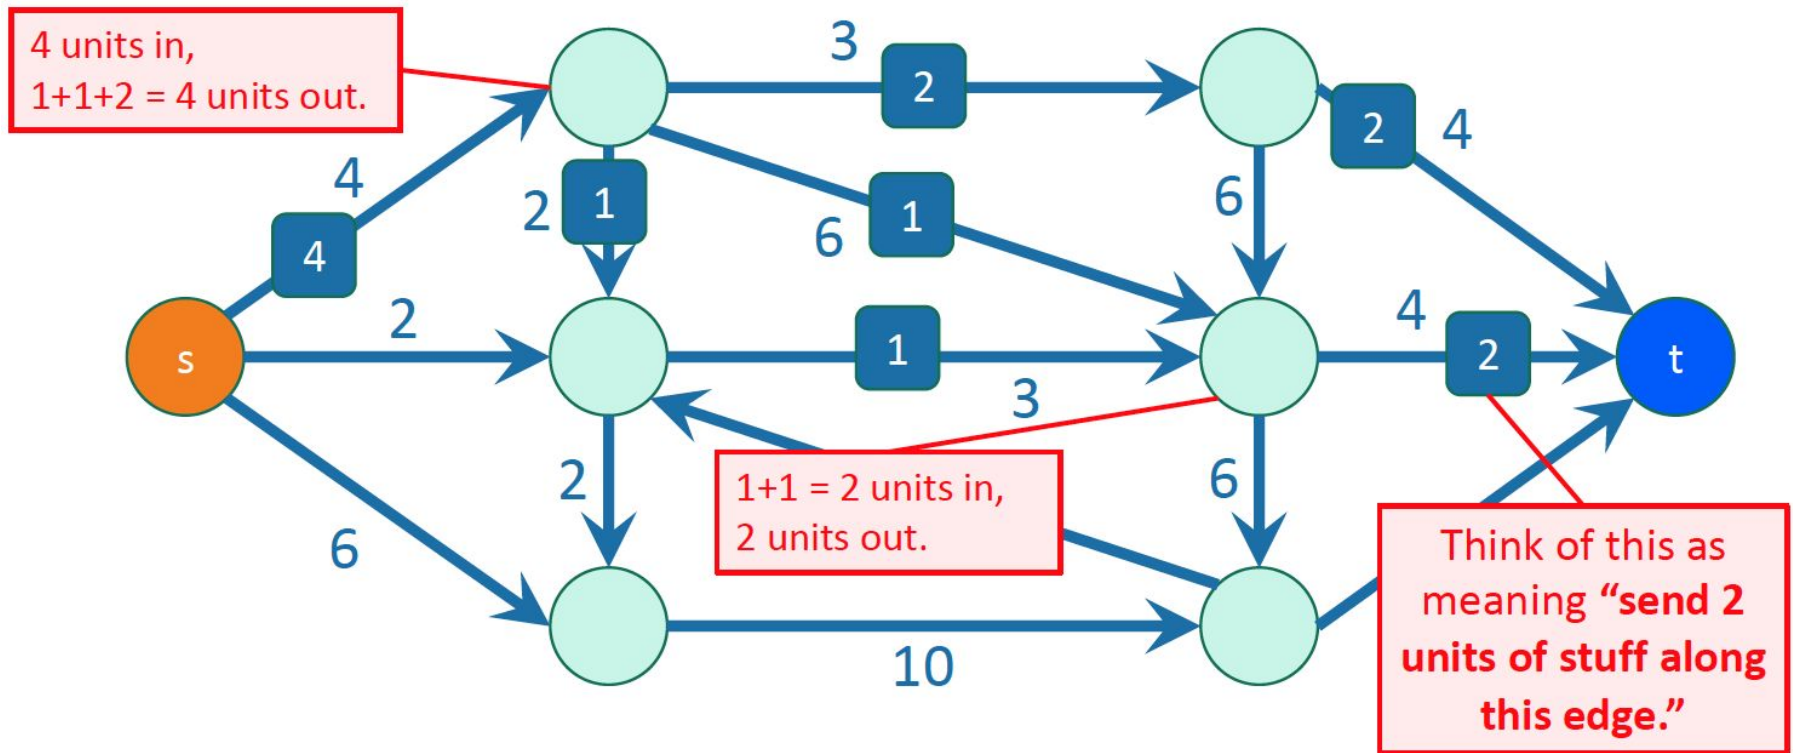 4 units in,
1+1+2 = 4 units out.
3
2
2
4
4
2
1
6
1
6
4
s
2
1
3
4
2
t
2
1+1 = 2 units in,
2 units out.
6
6
10
Think of this as
meaning “send 2
units of stuff along
this edge.”